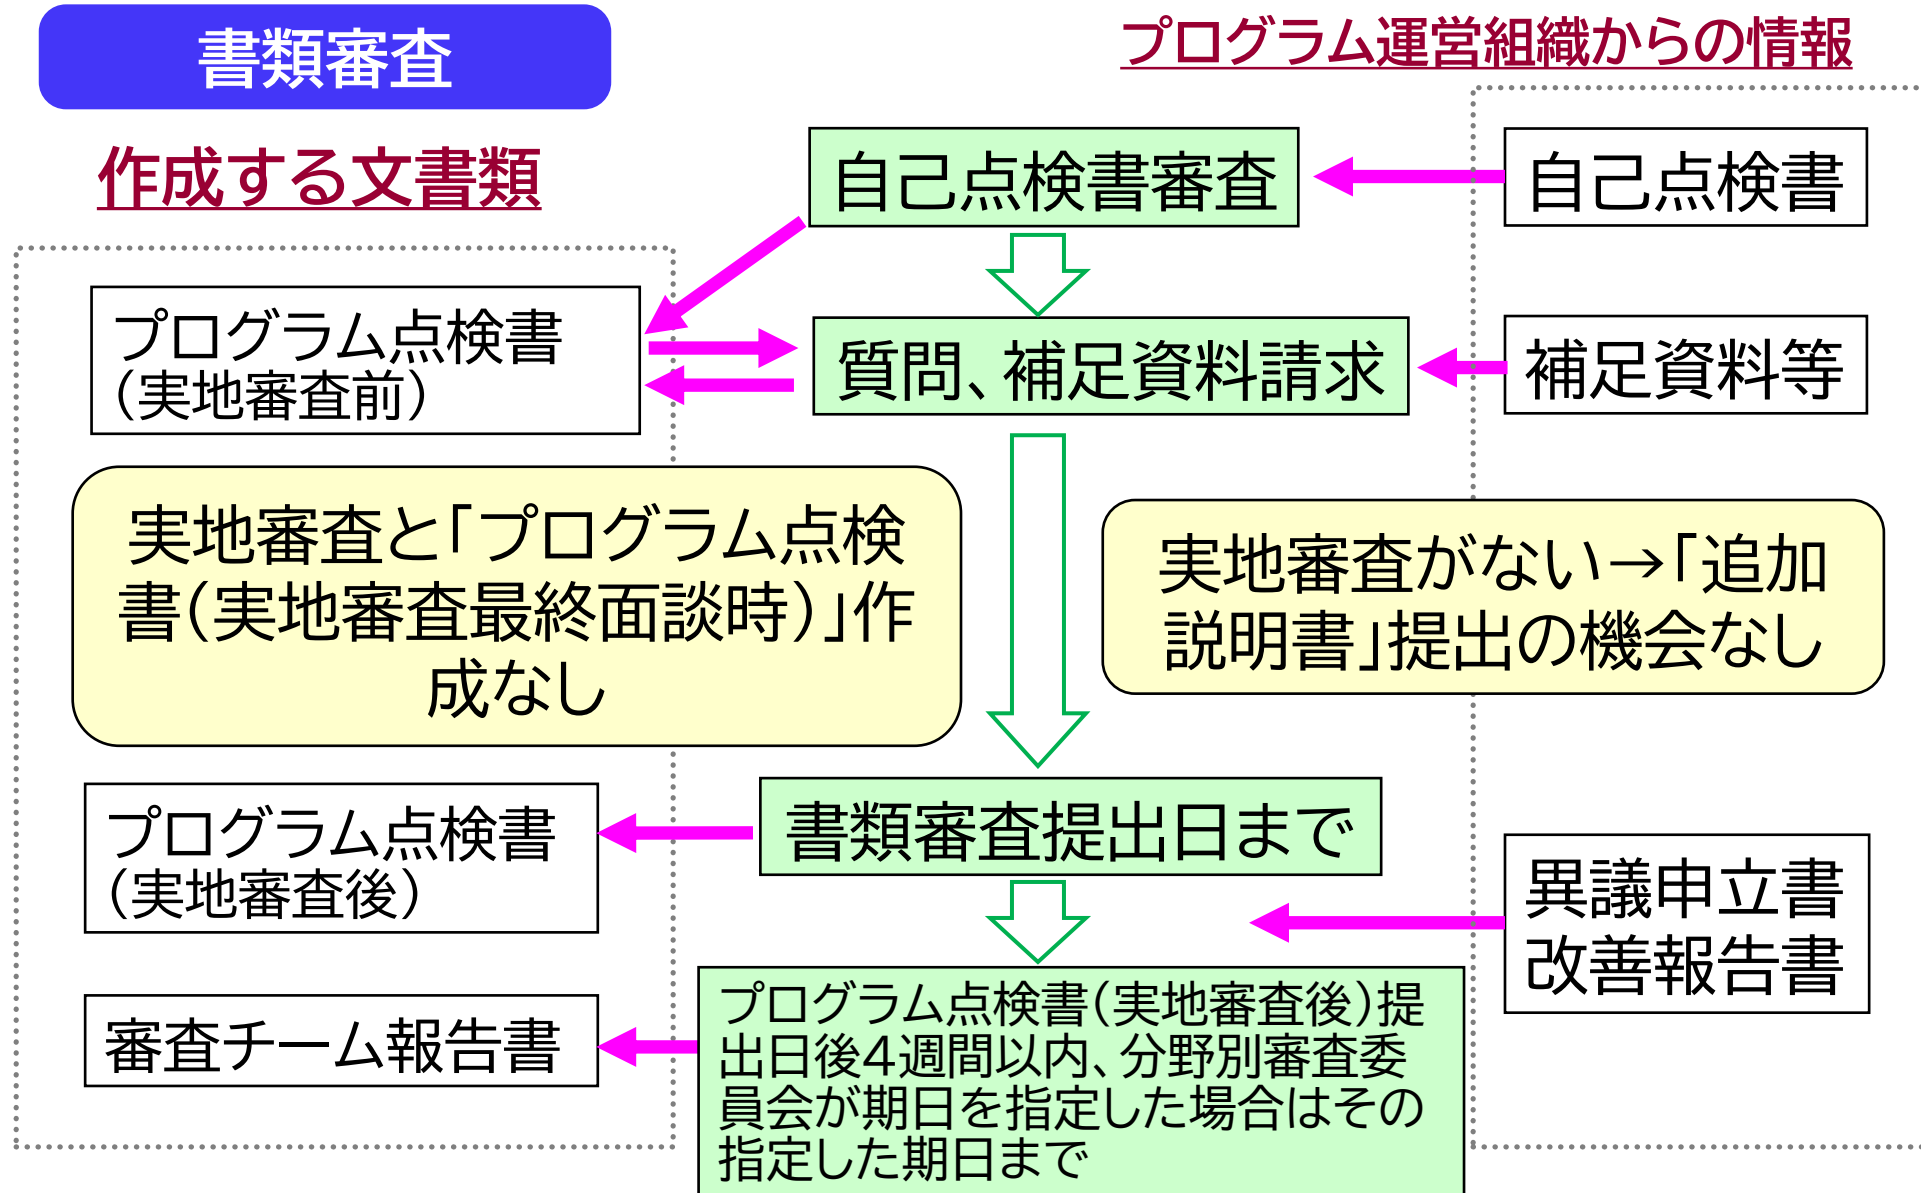 書類審査
プログラム運営組織からの情報
作成する文書類
自己点検書審査
自己点検書
プログラム点検書
（実地審査前）
質問、補足資料請求
補足資料等
実地審査と「プログラム点検
書（実地審査最終面談時）」作
成なし
実地審査がない→「追加
説明書」提出の機会なし
プログラム点検書
（実地審査後）
書類審査提出日まで
異議申立書
改善報告書
審査チーム報告書
プログラム点検書（実地審査後）提
出日後４週間以内、分野別審査委
員会が期日を指定した場合はその
指定した期日まで